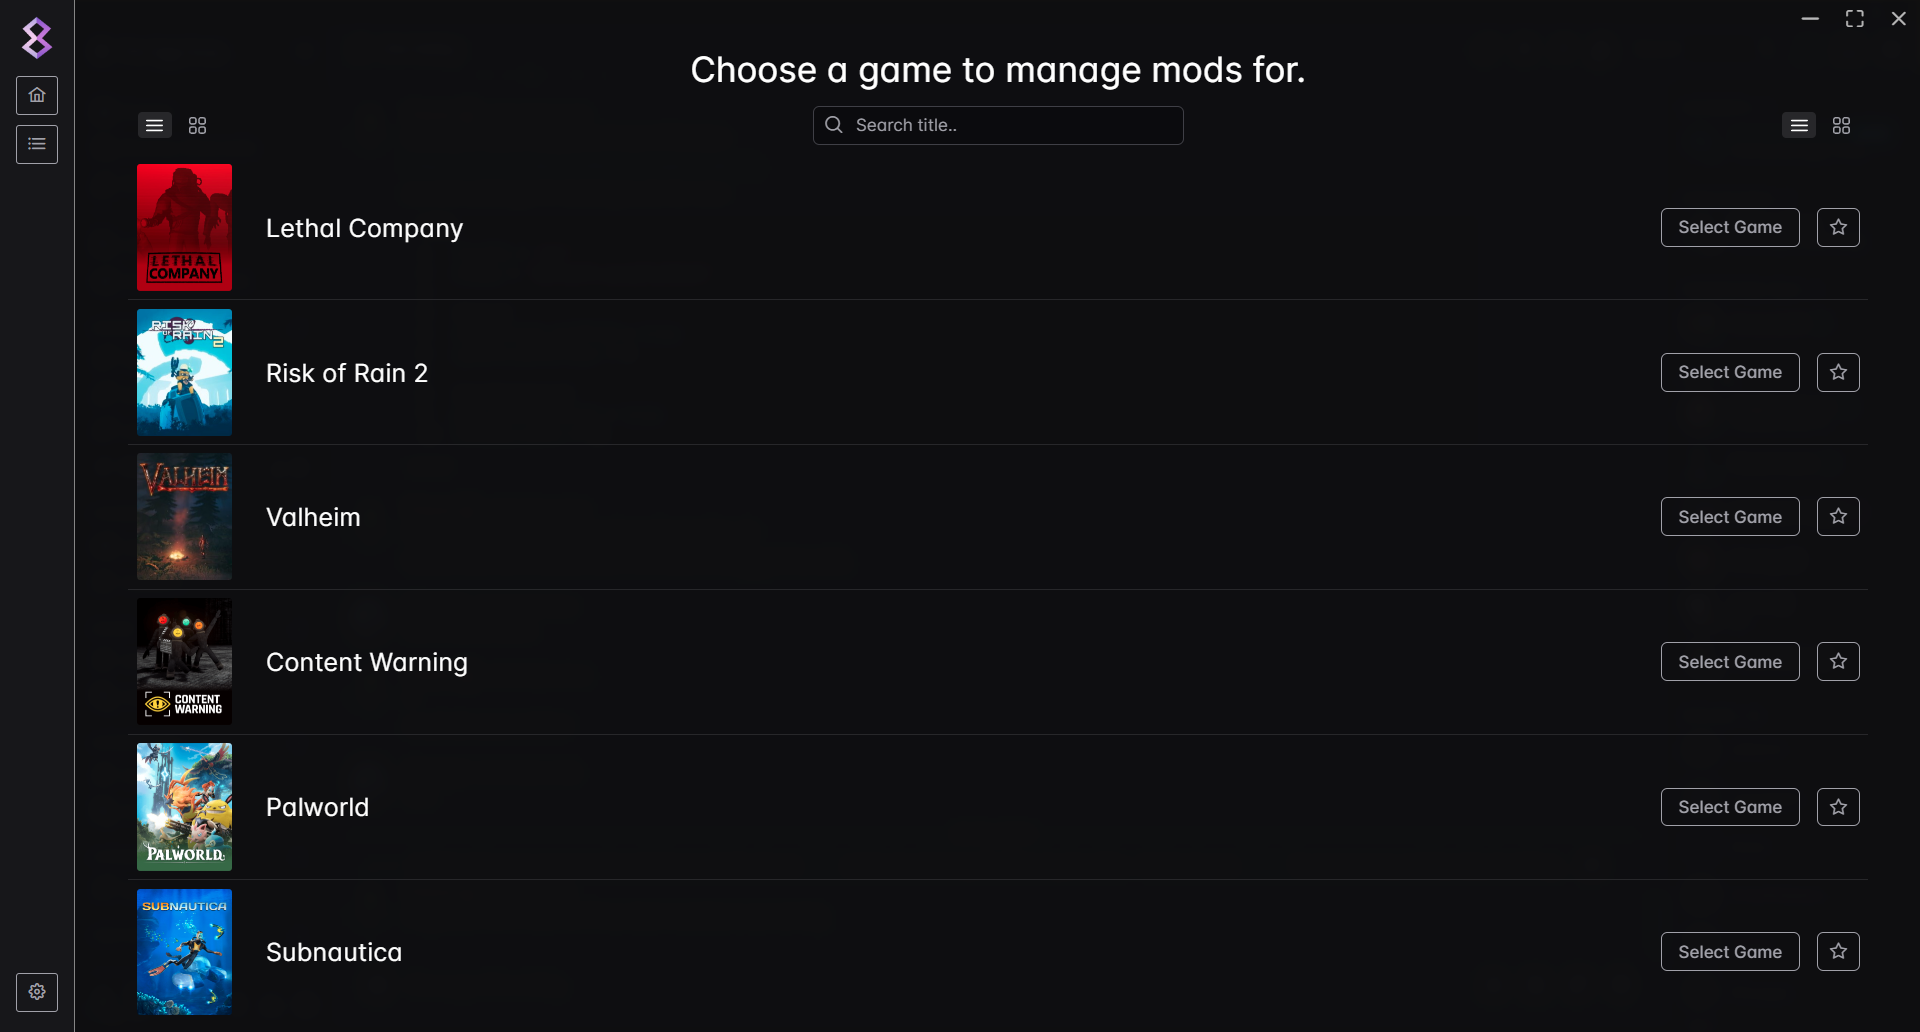 Choose a game to manage mods for.
Search title..
LETHAL
COMPANY
Lethal Company
Select Game
RISK
OF RAIN
2
Risk of Rain 2
Select Game
VALHEIM
Valheim
Select Game
CONTENT
WARNING
Content Warning
Select Game
PALWORLD
Palworld
Select Game
SUBNAUTICA
Subnautica
Select Game